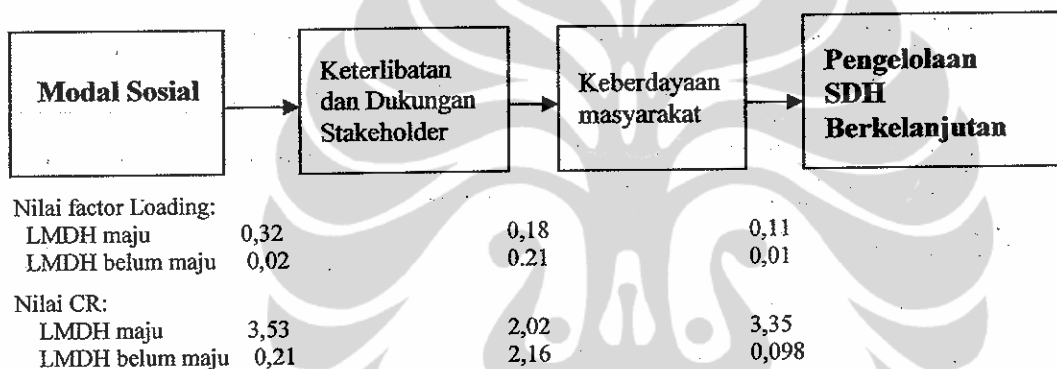 Modal Sosial
Keterlibatan
dan Dukungan
Stakeholder
Keberdayaan
masyarakat
Pengelolaan
SDH
Berkelanjutan
Nilai factor Loading:
LMDH maju 0,32 0,18 0,11
LMDH belum maju 0,02 0.21 0,01
Nilai CR:
LMDH maju 3,53 2,02 3,35
LMDH belum maju 0,21 2,16 0,098